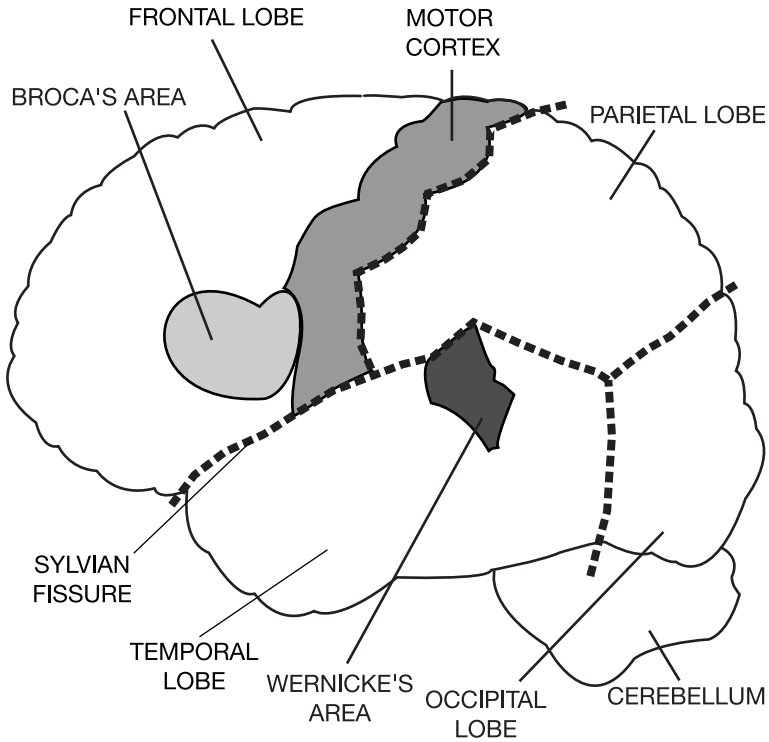 FRONTAL LOBE
MOTOR
CORTEX
BROCA'S AREA
PARIETAL LOBE
SYLVIAN
FISSURE
TEMPORAL
LOBE
WERNICKE'S
AREA
OCCIPITAL
LOBE
CEREBELLUM